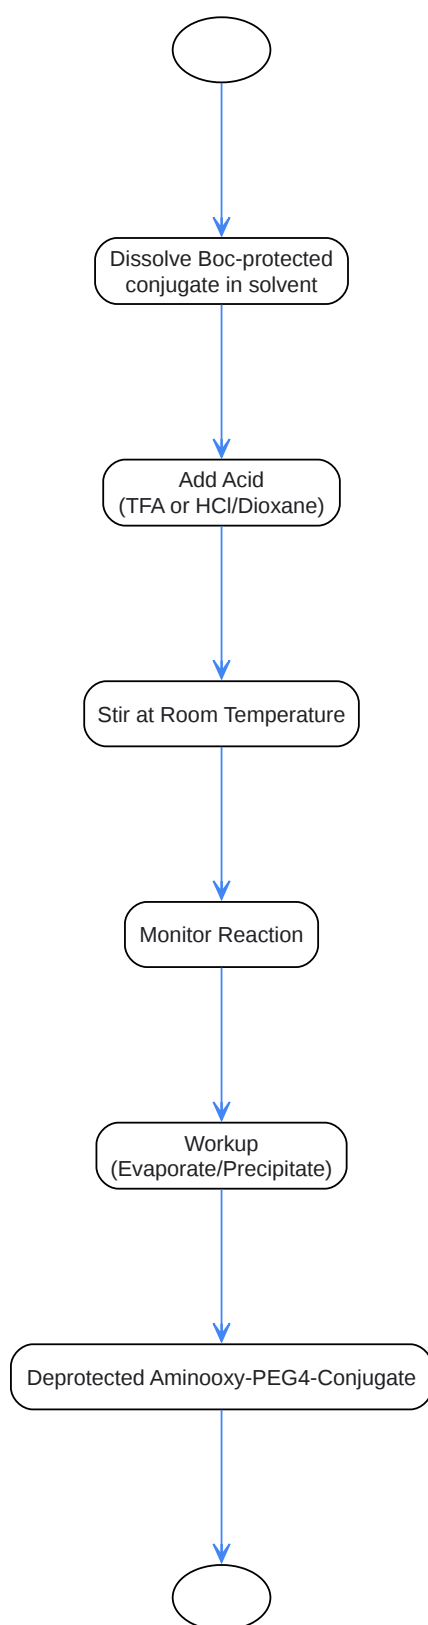 Dissolve Boc-protected
conjugate in solvent
Add Acid
(TFA or HCl/Dioxane)
Stir at Room Temperature
Monitor Reaction
Workup
(Evaporate/Precipitate)
Deprotected Aminooxy-PEG4-Conjugate